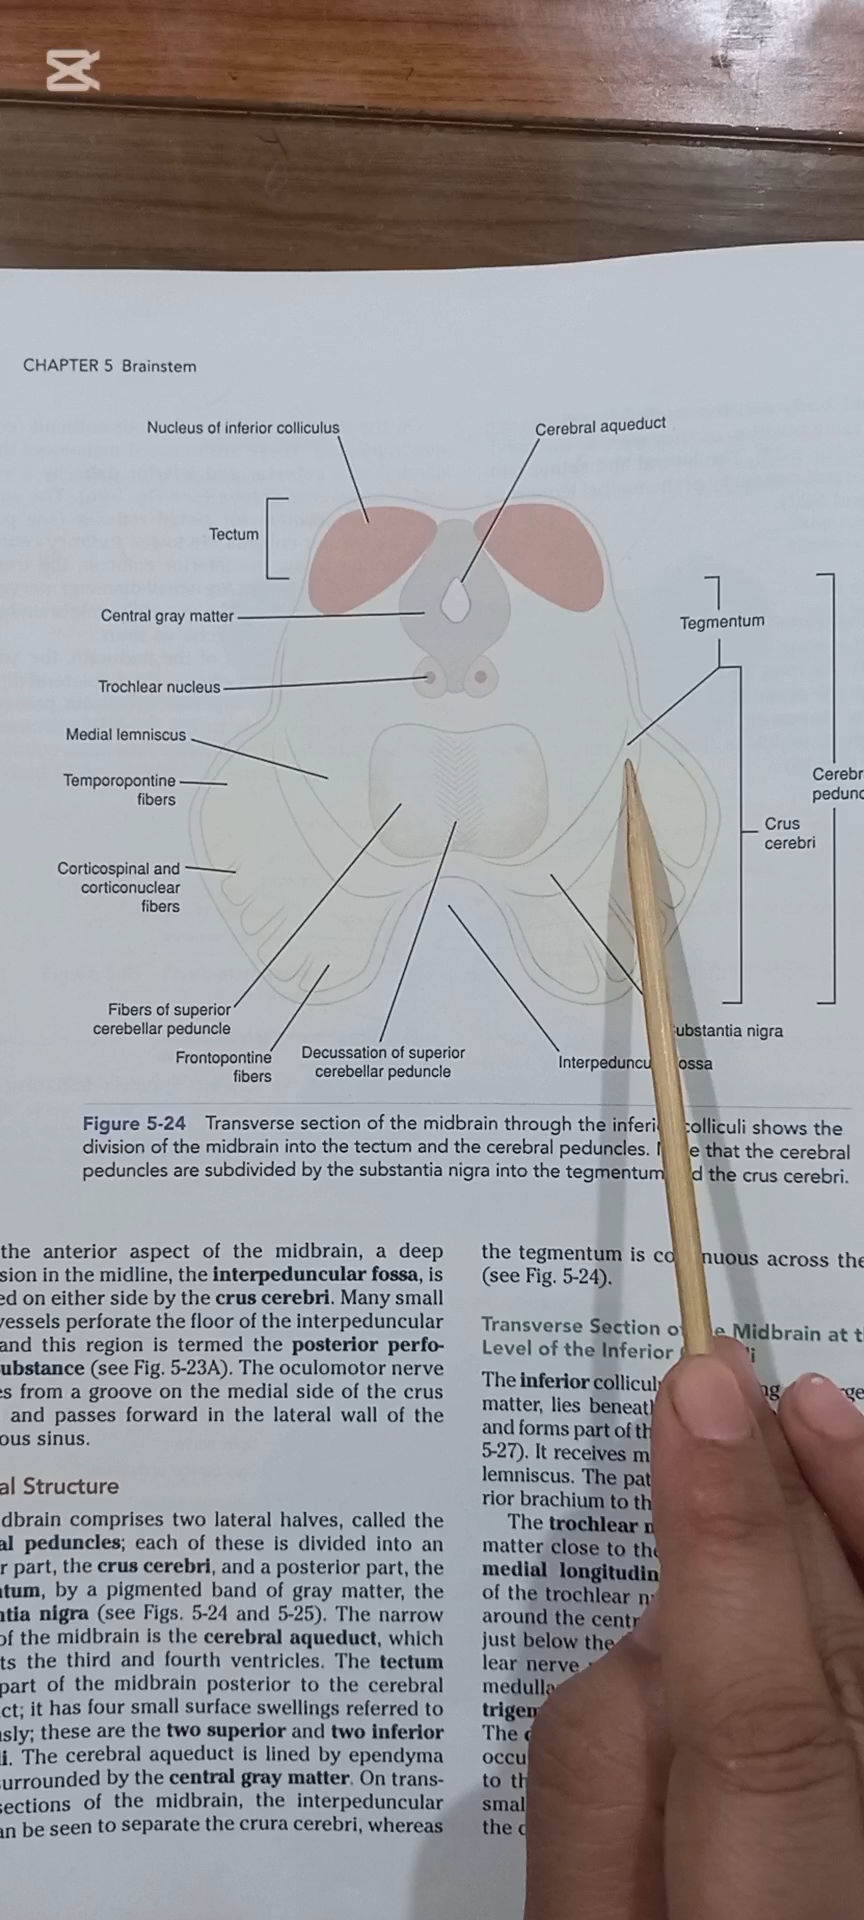 CHAPTER 5 Brainstem
Nucleus of inferior colliculus
Cerebral aqueduct
Tectum
Central gray matter
Tegmentum
Trochlear nucleus
Medial lemniscus
Temporopontine
fibers
Cerebr
pedunc
Crus
cerebri
Corticospinal and
corticonuclear
fibers
Fibers of superior
cerebellar peduncle
ubstantia nigra
Frontopontine
fibers
Decussation of superior
cerebellar peduncle
Interpeduncu ossa
Figure 5-24 Transverse section of the midbrain through the inferi colliculi shows the
division of the midbrain into the tectum and the cerebral peduncles. e that the cerebral
peduncles are subdivided by the substantia nigra into the tegmentum d the crus cerebri.
the anterior aspect of the midbrain, a deep
sion in the midline, the interpeduncular fossa, is
ed on either side by the crus cerebri. Many small
vessels perforate the floor of the interpeduncular
and this region is termed the posterior perfo-
ubstance (see Fig. 5-23A). The oculomotor nerve
es from a groove on the medial side of the crus
and passes forward in the lateral wall of the
ous sinus.
al Structure
dbrain comprises two lateral halves, called the
al peduncles; each of these is divided into an
r part, the crus cerebri, and a posterior part, the
ntum, by a pigmented band of gray matter, the
ntia nigra (see Figs. 5-24 and 5-25). The narrow
of the midbrain is the cerebral aqueduct, which
ts the third and fourth ventricles. The tectum
part of the midbrain posterior to the cerebral
ct; it has four small surface swellings referred to
usly; these are the two superior and two inferior
i. The cerebral aqueduct is lined by ependyma
surrounded by the central gray matter. On trans-
sections of the midbrain, the interpeduncular
an be seen to separate the crura cerebri, whereas
the tegmentum is co nuous across the
(see Fig. 5-24).
Transverse Section o e Midbrain at t
Level of the Inferior i
The inferior collicul ng rge
matter, lies beneat
and forms part of th
5-27). It receives m
lemniscus. The pat
rior brachium to th
The trochlear n
matter close to the
medial longitudin
of the trochlear n
around the centr
just below the
lear nerve
medulla
trigen
The
occu
to th
smal
the